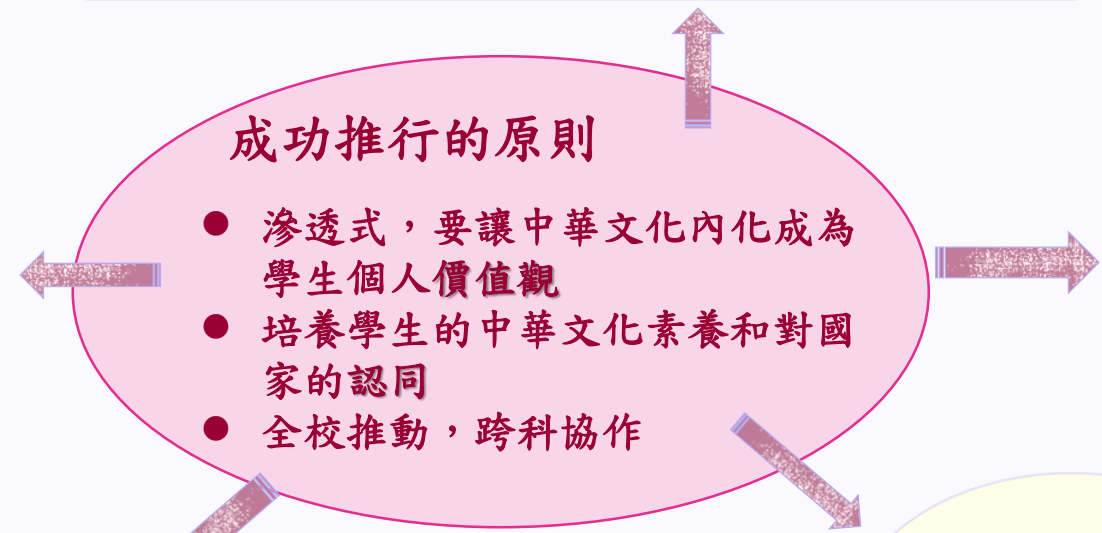 成功推行的原則
● 滲透式，要讓中華文化內化成為
學生個人價值觀
● 培養學生的中華文化素養和對國
家的認同
● 全校推動，跨科協作